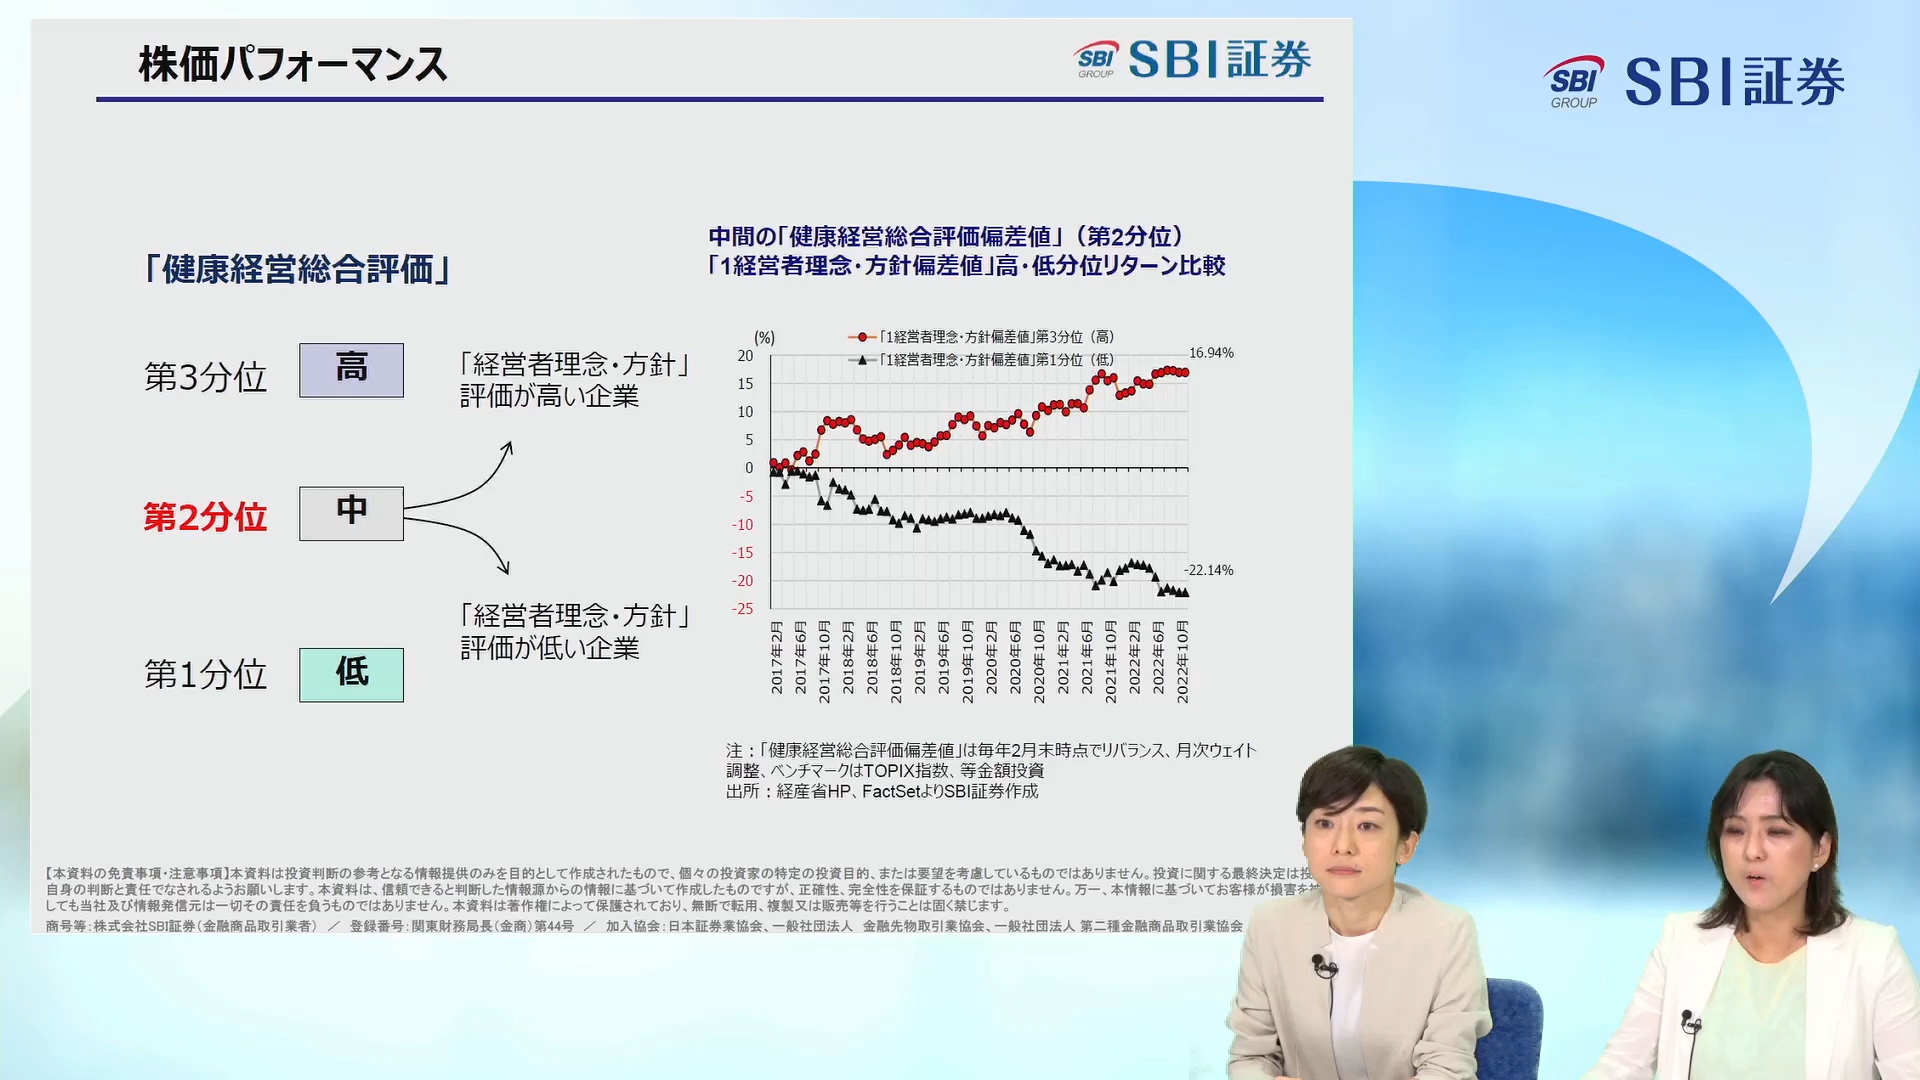 株価パフォーマンス
SBI GROUP SBI証券
SBI GROUP SBI証券
「健康経営総合評価」
第3分位 高
「経営者理念・方針」
評価が高い企業
第2分位 中
「経営者理念・方針」
評価が低い企業
第1分位 低
中間の「健康経営総合評価偏差値」（第2分位）
「1経営者理念・方針偏差値」高・低分位リターン比較
(%)
「1経営者理念・方針偏差値」第3分位（高）
「1経営者理念・方針偏差値」第1分位（低）
20
15
10
5
0
-5
-10
-15
-20
-25
16.94%
-22.14%
2017年2月
2017年6月
2017年10月
2018年2月
2018年6月
2018年10月
2019年2月
2019年6月
2019年10月
2020年2月
2020年6月
2020年10月
2021年2月
2021年6月
2021年10月
2022年2月
2022年6月
2022年10月
注：「健康経営総合評価偏差値」は毎年2月末時点でリバランス、月次ウェイト
調整、ベンチマークはTOPIX指数、等金額投資
出所：経産省HP、FactSetよりSBI証券作成
【本資料の免責事項・注意事項】本資料は投資判断の参考となる情報提供のみを目的として作成されたもので、個々の投資家の特定の投資目的、または要望を考慮しているものではありません。投資に関する最終決定は投
自身の判断と責任でなされるようお願いします。本資料は、信頼できると判断した情報源からの情報に基づいて作成したものですが、正確性、完全性を保証するものではありません。万一、本情報に基づいてお客様が損害を
しても当社及び情報発信元は一切その責任を負うものではありません。本資料は著作権によって保護されており、無断で転用、複製又は販売等を行うことは固く禁じます。
商号等：株式会社SBI証券（金融商品取引業者） ／ 登録番号：関東財務局長（金商）第44号 ／ 加入協会：日本証券業協会、一般社団法人 金融先物取引業協会、一般社団法人 第二種金融商品取引業協会